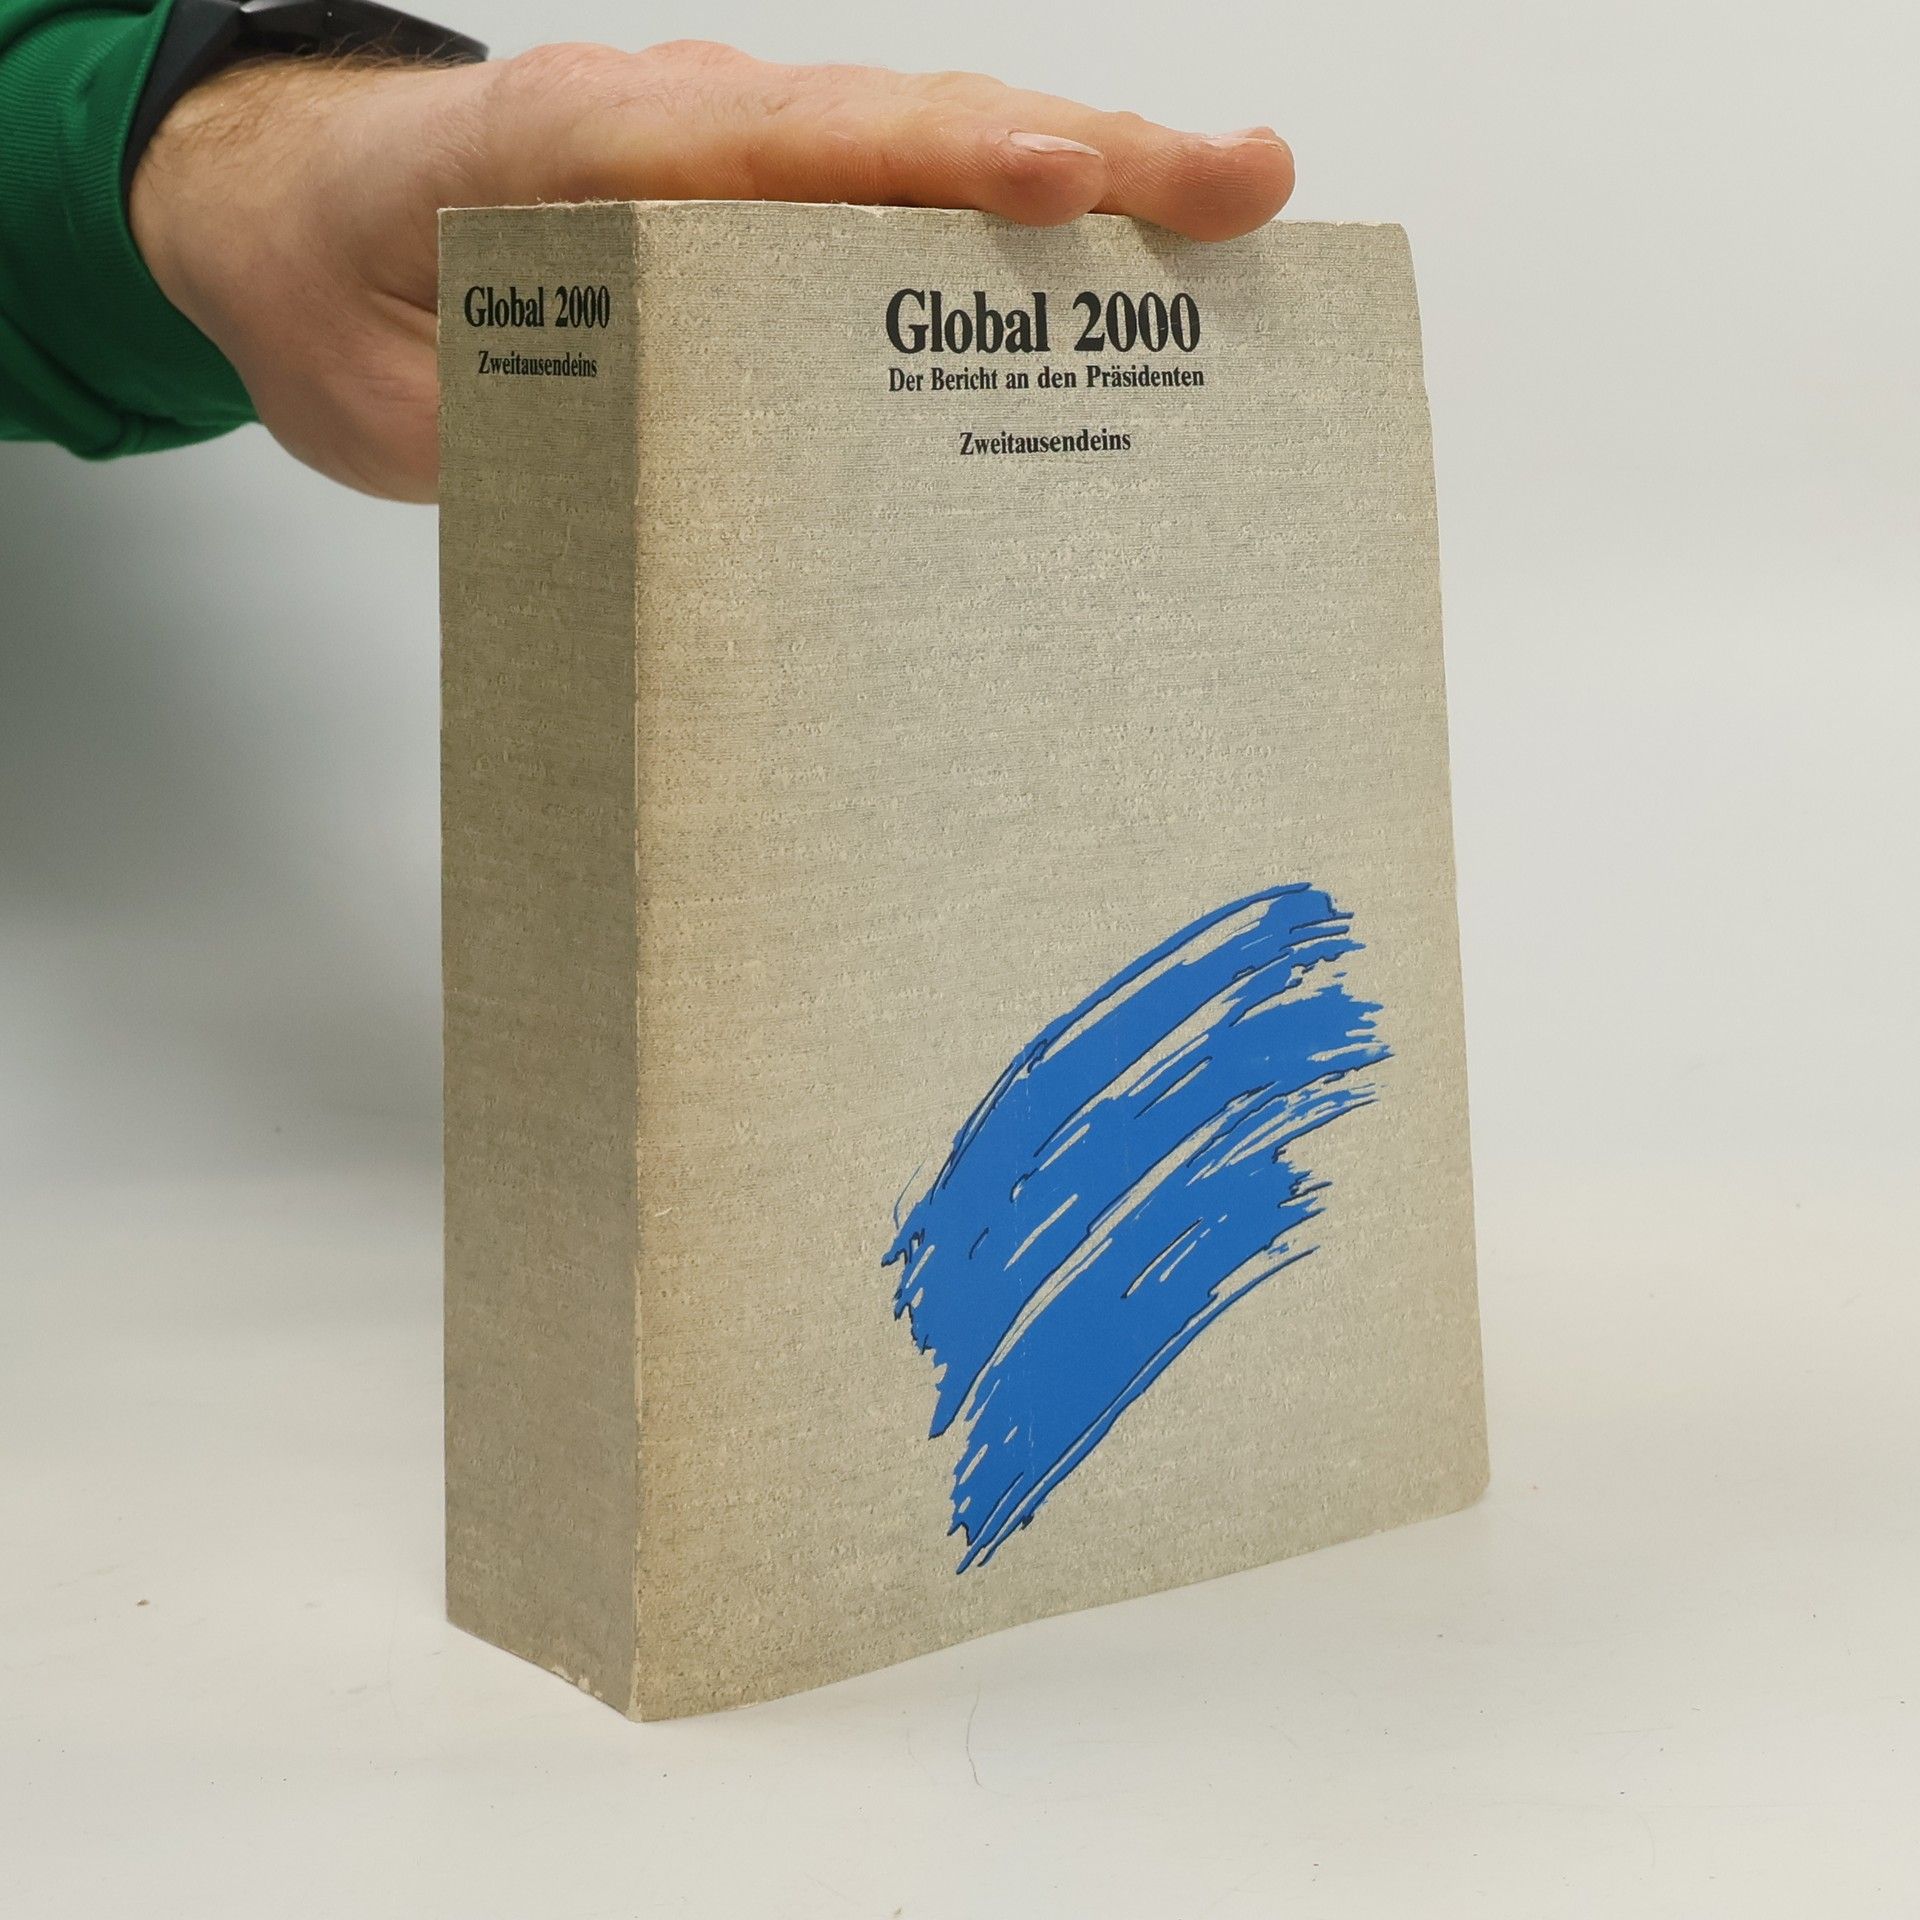 Global 2000
Zweitausendeins
Global 2000
Der Bericht an den Präsidenten
Zweitausendeins